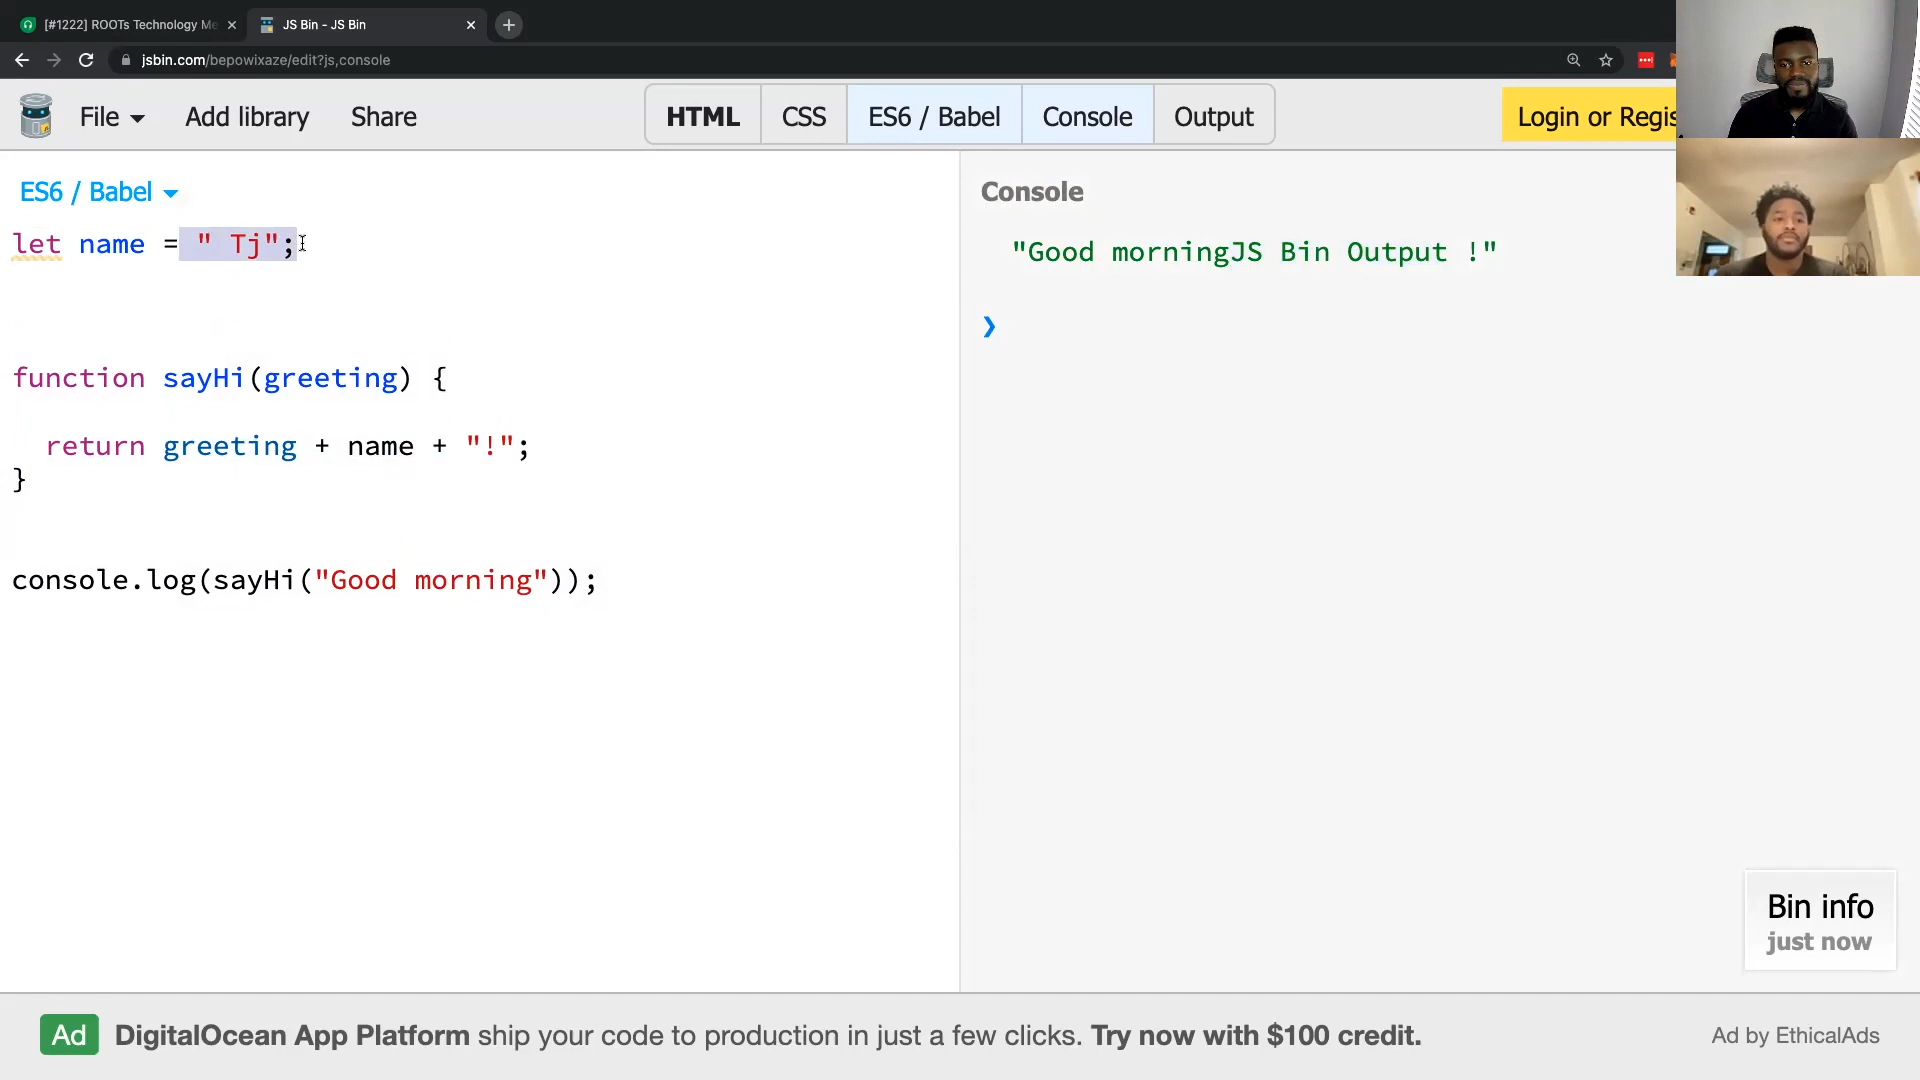 [#1222] ROOTs Technology Me
JS Bin - JS Bin
jsbin.com/bepowixaze/edit?js,console
File
Add library
Share
HTML
CSS
ES6 / Babel
Console
Output
Login or Regis
ES6 / Babel
Console
let name = " Tj";
"Good morningJS Bin Output !"
function sayHi(greeting) {
return greeting + name + "!";
}
console.log(sayHi("Good morning"));
Bin info
just now
Ad DigitalOcean App Platform ship your code to production in just a few clicks. Try now with $100 credit.
Ad by EthicalAds